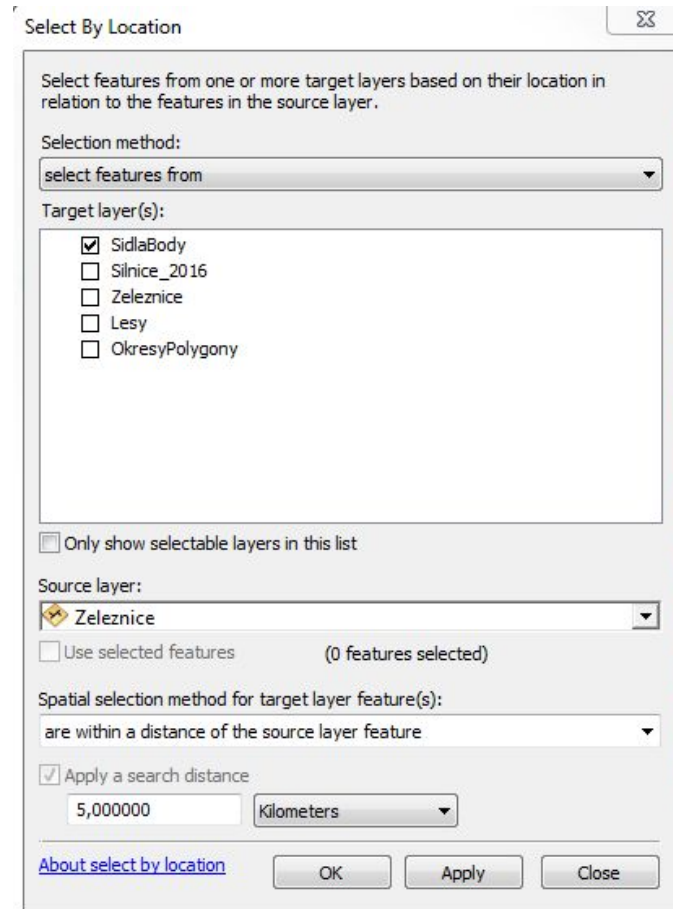 Select By Location
Select features from one or more target layers based on their location in
relation to the features in the source layer.
Selection method:
select features from
Target layer(s):
SidlaBody
Silnice_2016
Zeleznice
Lesy
OkresyPolygony
Only show selectable layers in this list
Source layer:
Zeleznice
Use selected features (0 features selected)
Spatial selection method for target layer feature(s):
are within a distance of the source layer feature
Apply a search distance
5,000000 Kilometers
About select by location OK Apply Close